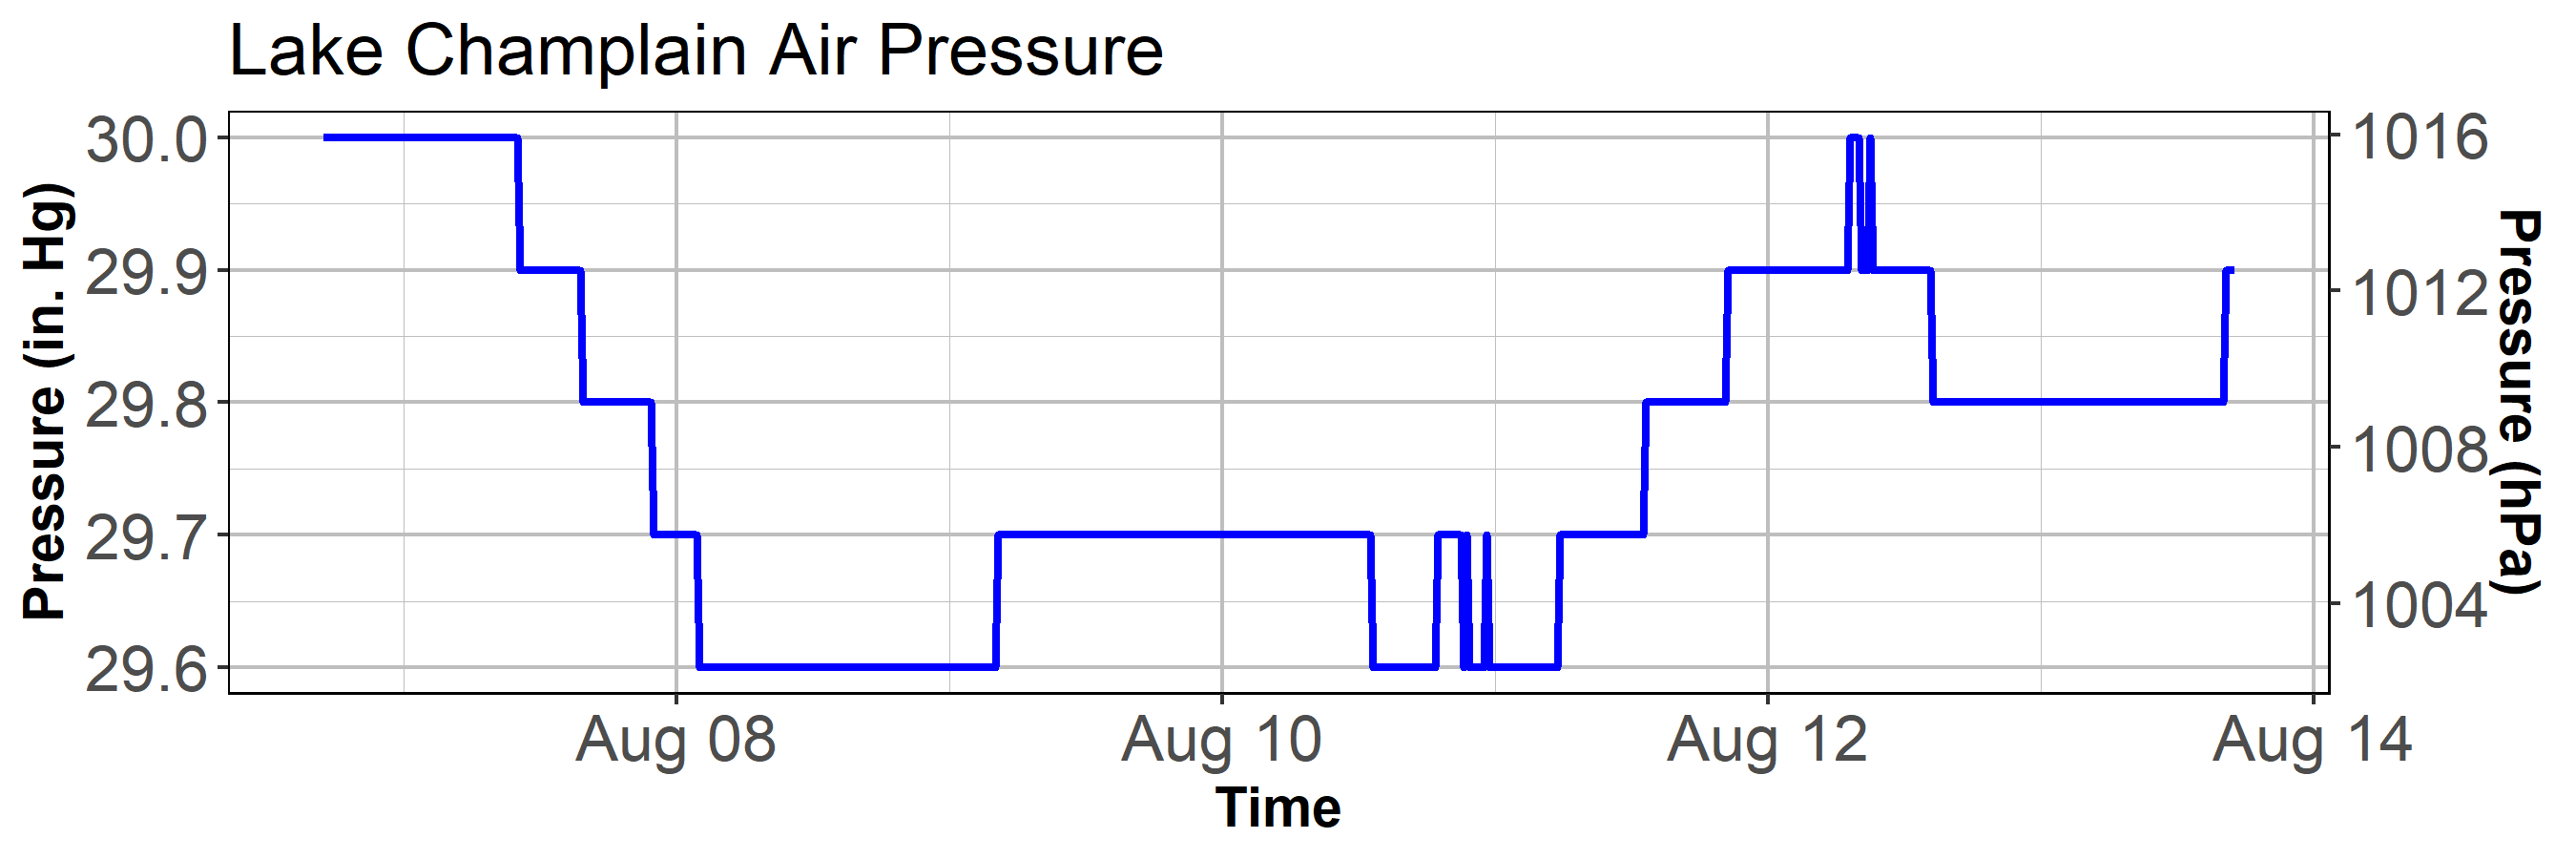 Lake Champlain Air Pressure
Pressure (in. Hg)
30.0
29.9
29.8
29.7
29.6
1016
1012
1008
1004
Pressure (hPa)
Aug 08
Aug 10
Aug 12
Aug 14
Time